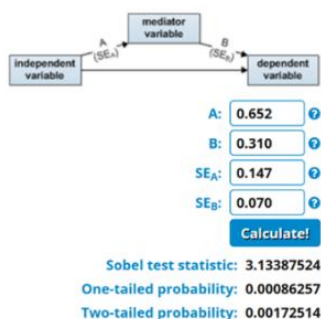 mediator
variable
A
(SEA)
B
(SEB)
independent
variable
dependent
variable
A: 0.652 ?
B: 0.310 ?
SEA: 0.147 ?
SEB: 0.070 ?
Calculate!
Sobel test statistic: 3.13387524
One-tailed probability: 0.00086257
Two-tailed probability: 0.00172514